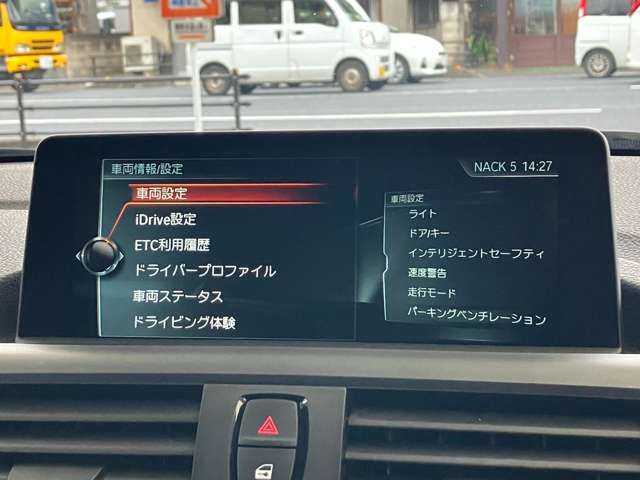 車両情報/設定
NACK 5 14:27
車両設定
iDrive設定
ETC利用履歴
ドライバープロファイル
車両ステータス
ドライビング体験
車両設定
ライト
ドア/キー
インテリジェントセーフティ
速度警告
走行モード
パーキングベンチレーション